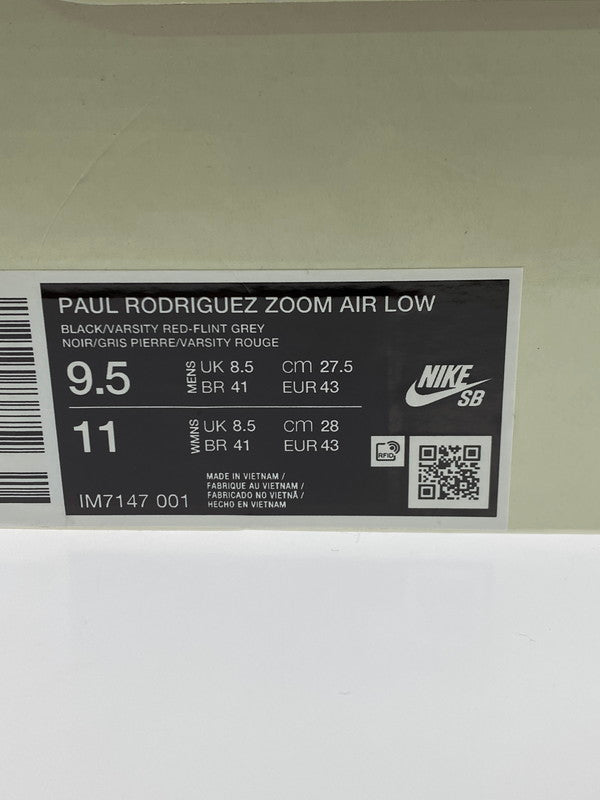 PAUL RODRIGUEZ ZOOM AIR LOW
BLACK/VARSITY RED-FLINT GREY
NOIR/GRIS PIERRE/VARSITY ROUGE
9.5 MENS UK 8.5 cm 27.5
BR 41 EUR 43
NIKE
SB
11 WMNS UK 8.5 cm 28
BR 41 EUR 43
RFID
MADE IN VIETNAM /
FABRIQUE AU VIETNAM /
FABRICADO NO VIETNÃ /
HECHO EN VIETNAM
IM7147 001